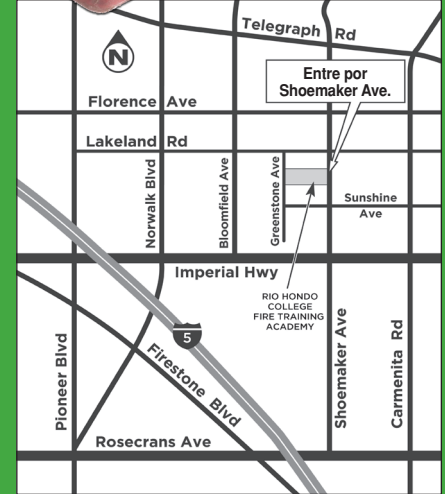 Telegraph Rd
N
Entre por
Shoemaker Ave.
Florence Ave
Lakeland Rd
Norwalk Blvd
Bloomfield Ave
Greenstone Ave
Sunshine
Ave
Imperial Hwy
RIO HONDO
COLLEGE
FIRE TRAINING
ACADEMY
5
Firestone Blvd
Pioneer Blvd
Shoemaker Ave
Carmenita Rd
Rosecrans Ave